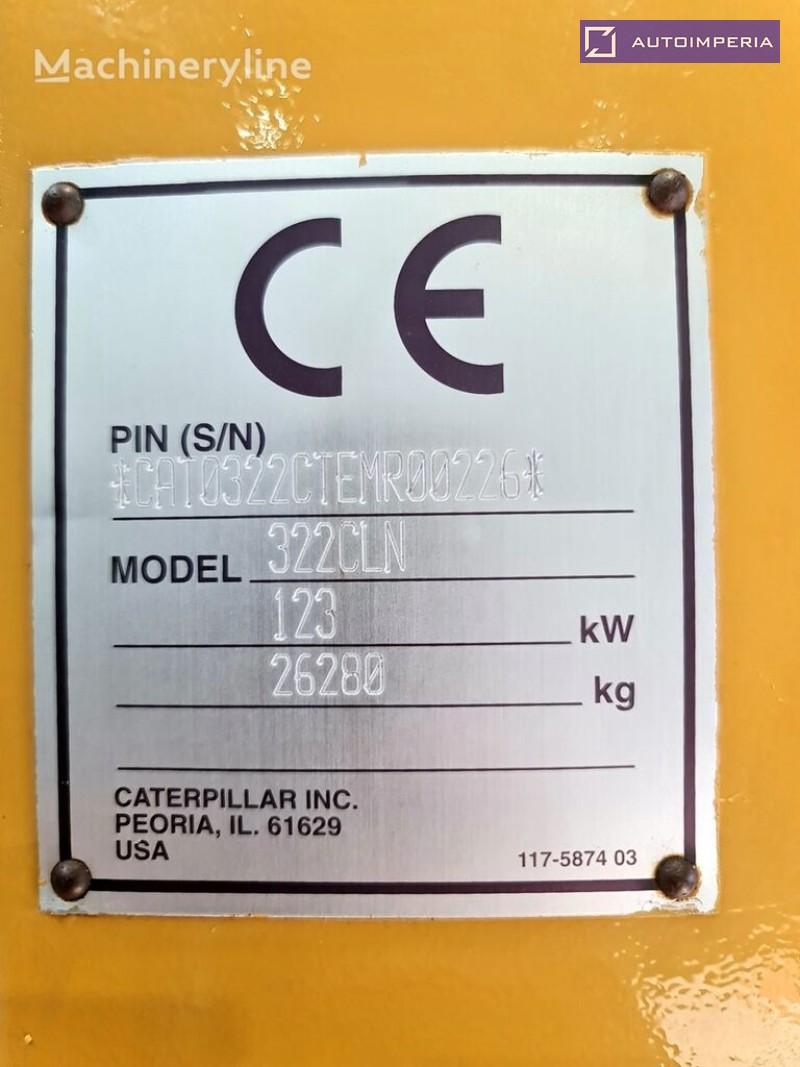 AUTOIMPERIA
Machineryline
CE
PIN (S/N)
*CAT0322CTEMR00226*
MODEL 322CLN
123 kW
26280 kg
CATERPILLAR INC.
PEORIA, IL. 61629
USA
117-5874 03